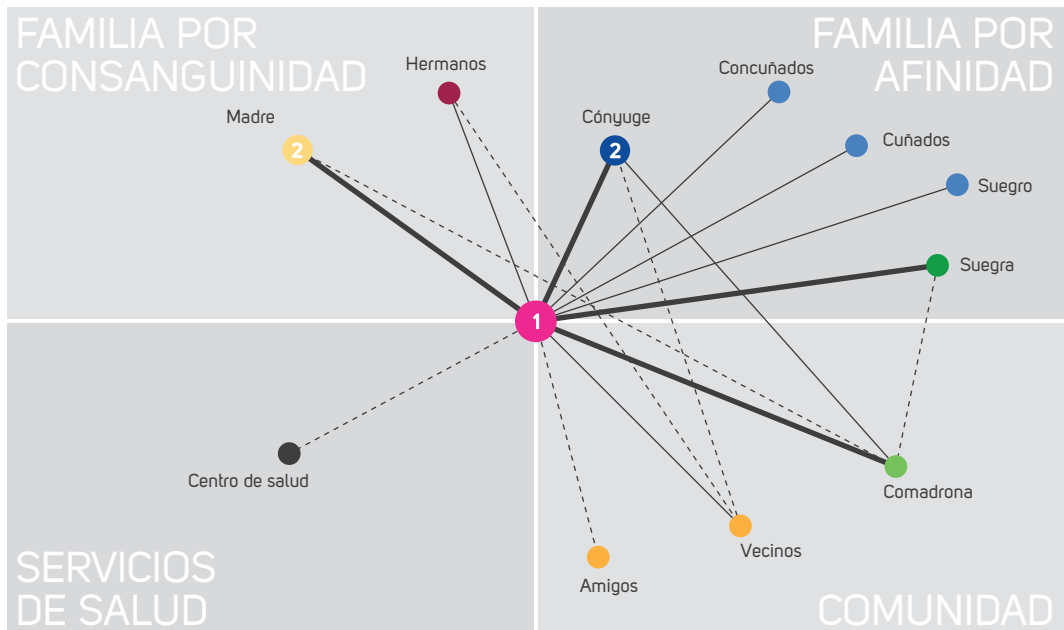 FAMILIA POR
CONSANGUINIDAD
FAMILIA POR
AFINIDAD
Hermanos
Concuñados
Madre
Cónyuge
Cuñados
2
2
Suegro
Suegra
1
Centro de salud
Comadrona
Vecinos
Amigos
SERVICIOS
DE SALUD
COMUNIDAD